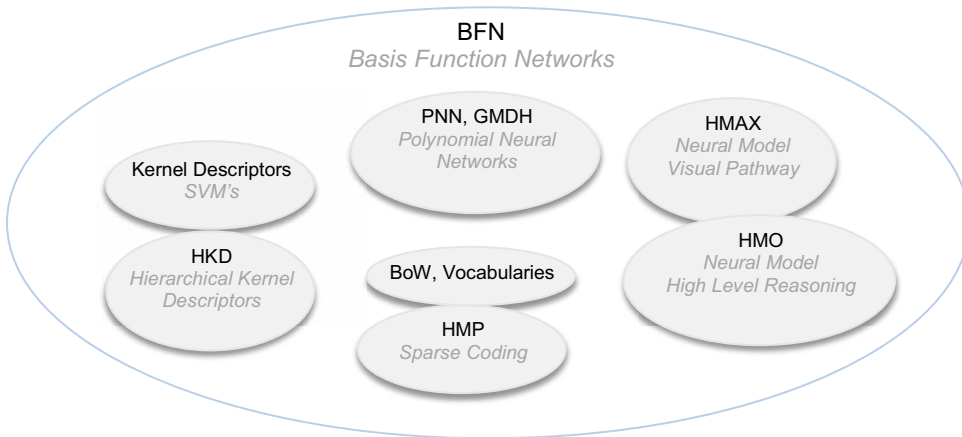 BFN
Basis Function Networks
PNN, GMDH
Polynomial Neural
Networks
HMAX
Neural Model
Visual Pathway
Kernel Descriptors
SVM's
HKD
Hierarchical Kernel
Descriptors
BoW, Vocabularies
HMP
Sparse Coding
HMO
Neural Model
High Level Reasoning